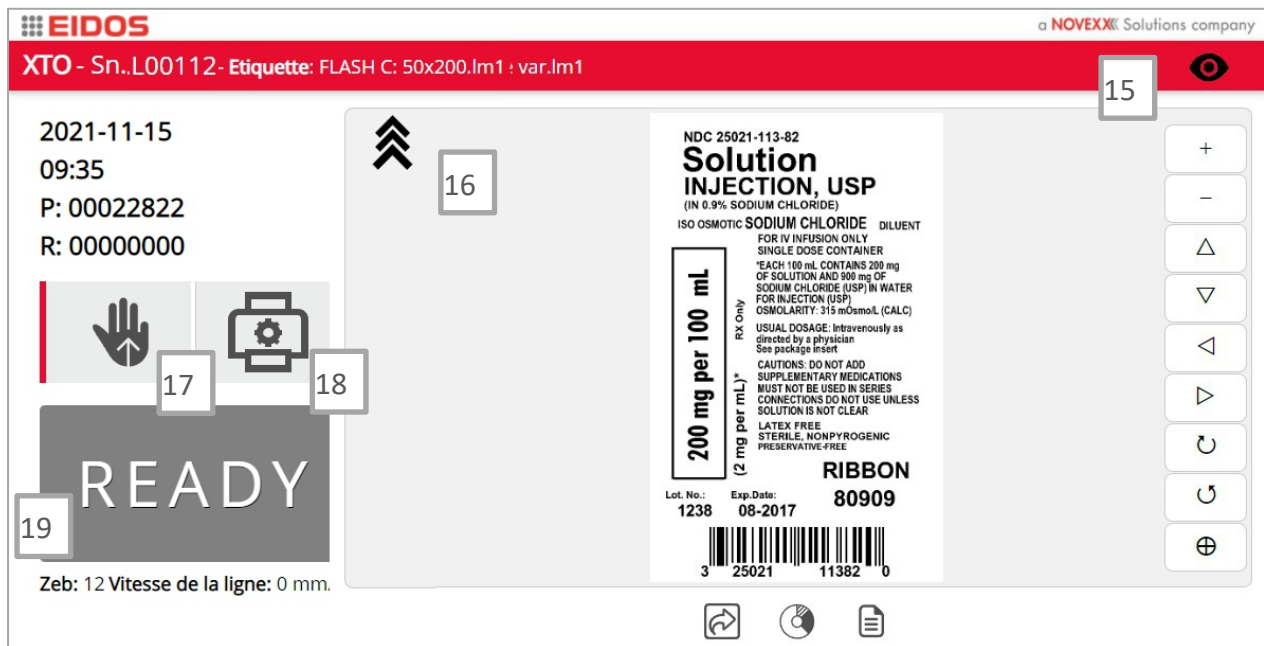 EIDOS
a NOVEXX Solutions company
XTO - Sn..L00112- Etiquette: FLASH C: 50x200.lm1 : var.lm1
15
2021-11-15
09:35
P: 00022822
R: 00000000
16
17
18
READY
19
Zeb: 12 Vitesse de la ligne: 0 mm.
NDC 25021-113-82
Solution
INJECTION, USP
(IN 0.9% SODIUM CHLORIDE)
ISO OSMOTIC SODIUM CHLORIDE DILUENT
FOR IV INFUSION ONLY
SINGLE DOSE CONTAINER
*EACH 100 mL CONTAINS 200 mg
OF SOLUTION AND 900 mg OF
SODIUM CHLORIDE (USP) IN WATER
FOR INJECTION (USP)
OSMOLARITY: 315 mOsmo/L (CALC)
USUAL DOSAGE: Intravenously as
directed by a physician
See package insert
CAUTIONS: DO NOT ADD
SUPPLEMENTARY MEDICATIONS
MUST NOT BE USED IN SERIES
CONNECTIONS DO NOT USE UNLESS
SOLUTION IS NOT CLEAR
LATEX FREE
STERILE, NONPYROGENIC
PRESERVATIVE-FREE
200 mg per 100 mL
(2 mg per mL)*
RX Only
RIBBON
80909
Lot. No.: Exp.Date:
1238 08-2017
3 25021 11382 0